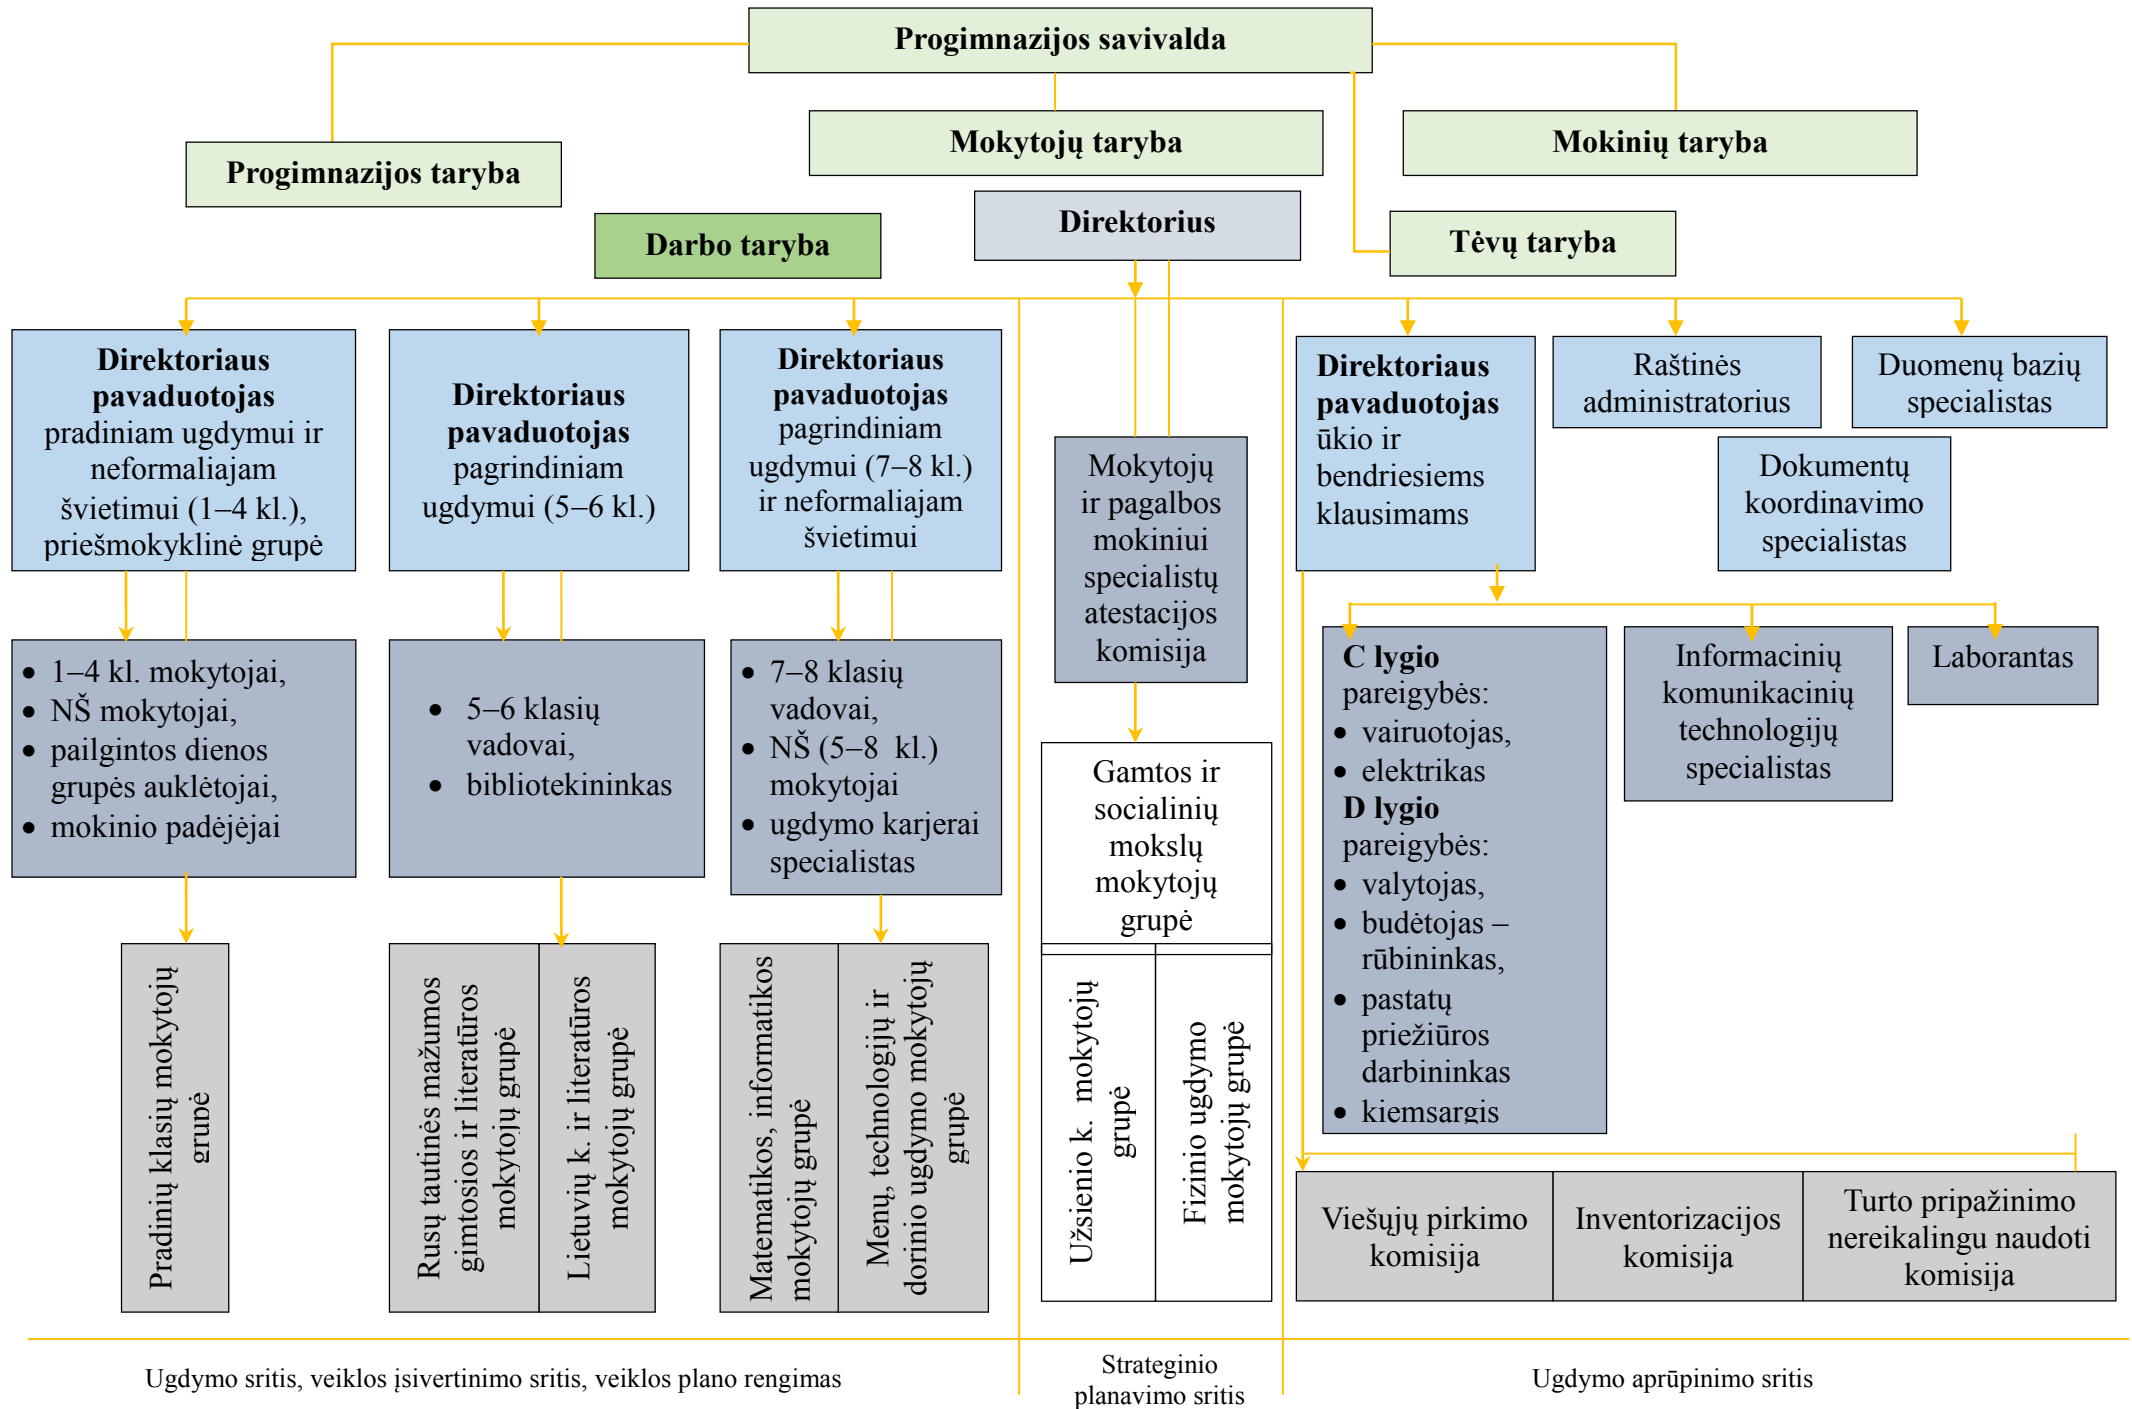 Progimnazijos savivalda
Mokytojų taryba
Mokinių taryba
Progimnazijos taryba
Direktorius
Darbo taryba
Tėvų taryba
Direktoriaus
pavaduotojas
pradiniam ugdymui ir
neformaliajam
švietimui (1–4 kl.),
priešmokyklinė grupė
Direktoriaus
pavaduotojas
pagrindiniam
ugdymui (5–6 kl.)
Direktoriaus
pavaduotojas
pagrindiniam
ugdymui (7–8 kl.)
ir neformaliajam
švietimui
Mokytojų
ir pagalbos
mokiniui
specialistų
atestacijos
komisija
Direktoriaus
pavaduotojas
ūkio ir
bendriesiems
klausimams
Raštinės
administratorius
Duomenų bazių
specialistas
Dokumentų
koordinavimo
specialistas
• 1–4 kl. mokytojai,
• NŠ mokytojai,
• pailgintos dienos
grupės auklėtojai,
• mokinio padėjėjai
• 5–6 klasių
vadovai,
• bibliotekininkas
• 7–8 klasių
vadovai,
• NŠ (5–8 kl.)
mokytojai
• ugdymo karjerai
specialistas
Gamtos ir
socialinių
mokslų
mokytojų
grupė
C lygio
pareigybės:
• vairuotojas,
• elektrikas
D lygio
pareigybės:
• valytojas,
• budėtojas –
rūbininkas,
• pastatų
priežiūros
darbininkas
• kiemsargis
Informacinių
komunikacinių
technologijų
specialistas
Laborantas
Pradinių klasių mokytojų
grupė
Rusų tautinės mažumos
gimtosios ir literatūros
mokytojų grupė
Lietuvių k. ir literatūros
mokytojų grupė
Matematikos, informatikos
mokytojų grupė
Menų, technologijų ir
dorinio ugdymo mokytojų
grupė
Užsienio k. mokytojų
grupė
Fizinio ugdymo
mokytojų grupė
Viešųjų pirkimo
komisija
Inventorizacijos
komisija
Turto pripažinimo
nereikalingu naudoti
komisija
Ugdymo sritis, veiklos įsivertinimo sritis, veiklos plano rengimas
Strateginio
planavimo sritis
Ugdymo aprūpinimo sritis